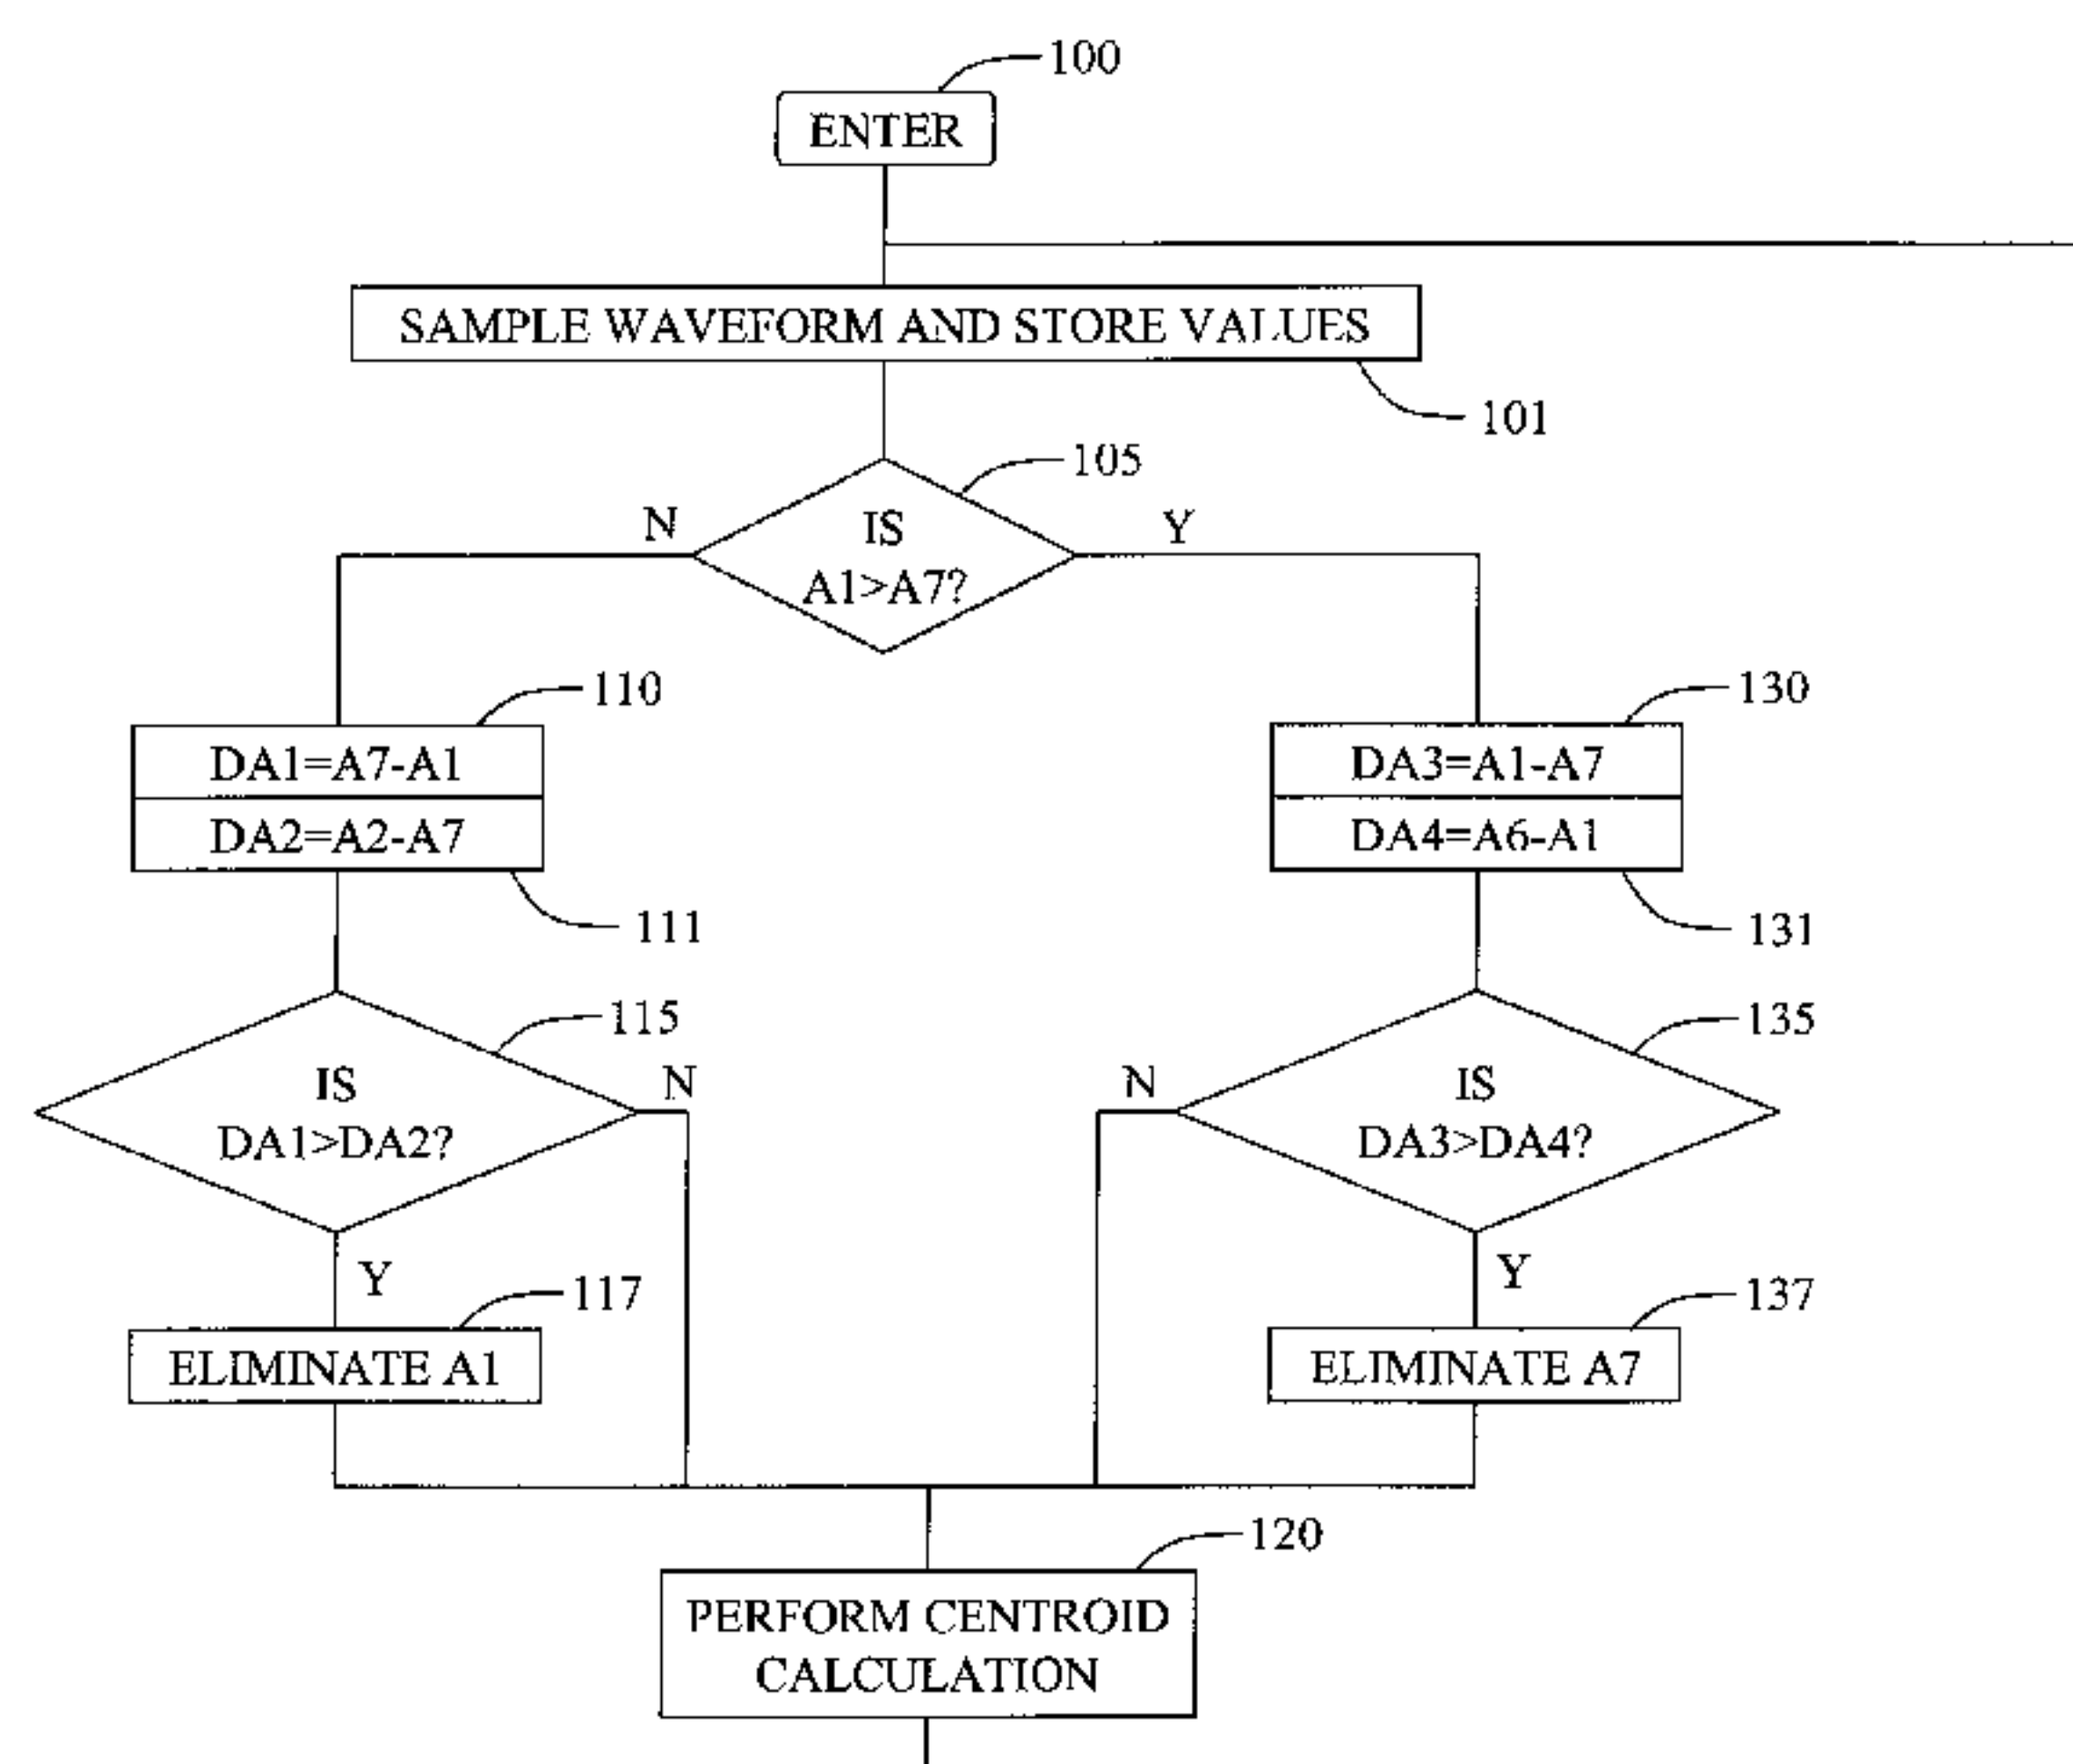 100
ENTER
SAMPLE WAVEFORM AND STORE VALUES
101
105
N
IS
A1>A7?
Y
110
DA1=A7-A1
DA2=A2-A7
111
130
DA3=A1-A7
DA4=A6-A1
131
115
IS
DA1>DA2?
N
Y
135
IS
DA3>DA4?
N
Y
117
ELIMINATE A1
137
ELIMINATE A7
120
PERFORM CENTROID
CALCULATION